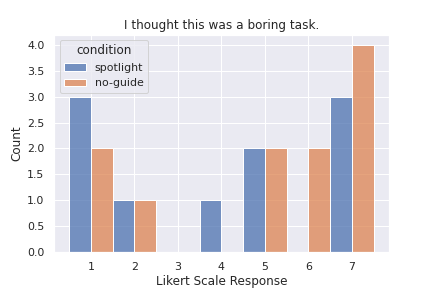 I thought this was a boring task.
condition
spotlight
no-guide
Count
4.0
3.5
3.0
2.5
2.0
1.5
1.0
0.5
0.0
1 2 3 4 5 6 7
Likert Scale Response